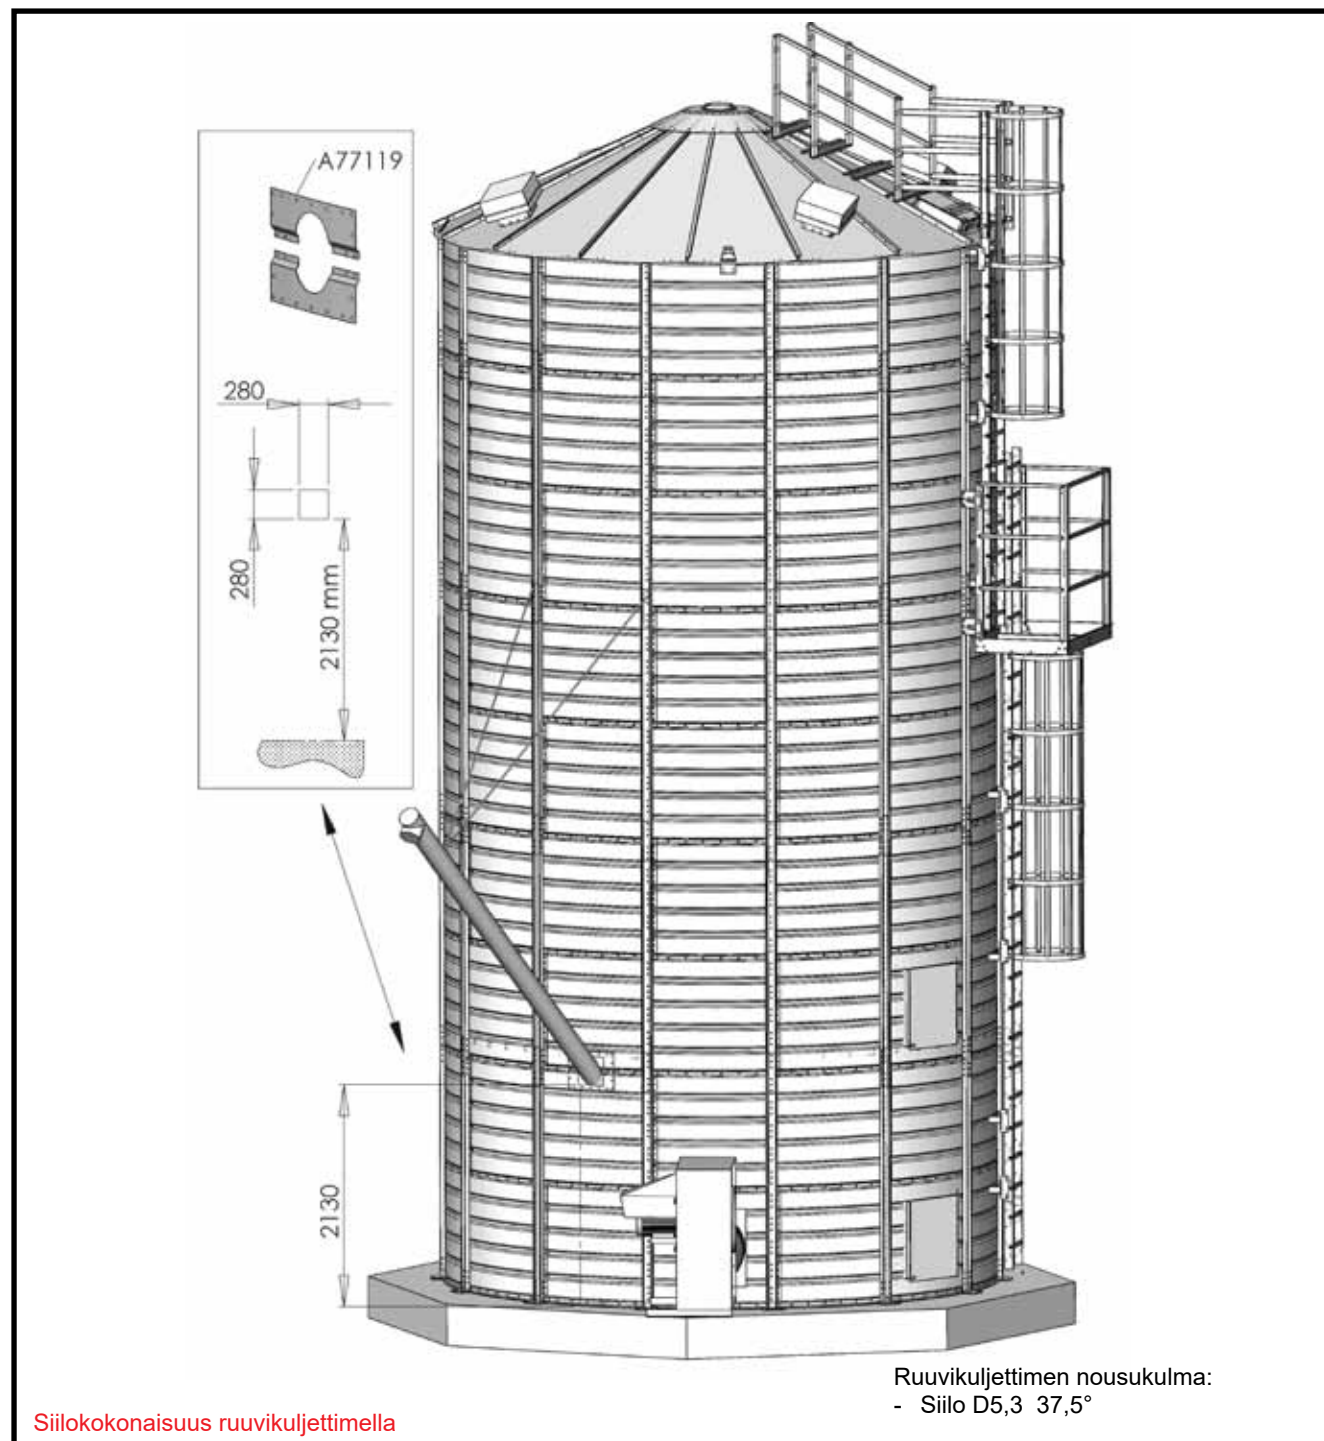 A77119
280
280
2130 mm
2130
Ruuvikuljettimen nousukulma:
- Siilo D5,3 37,5°
Siilokokonaisuus ruuvikuljettimella